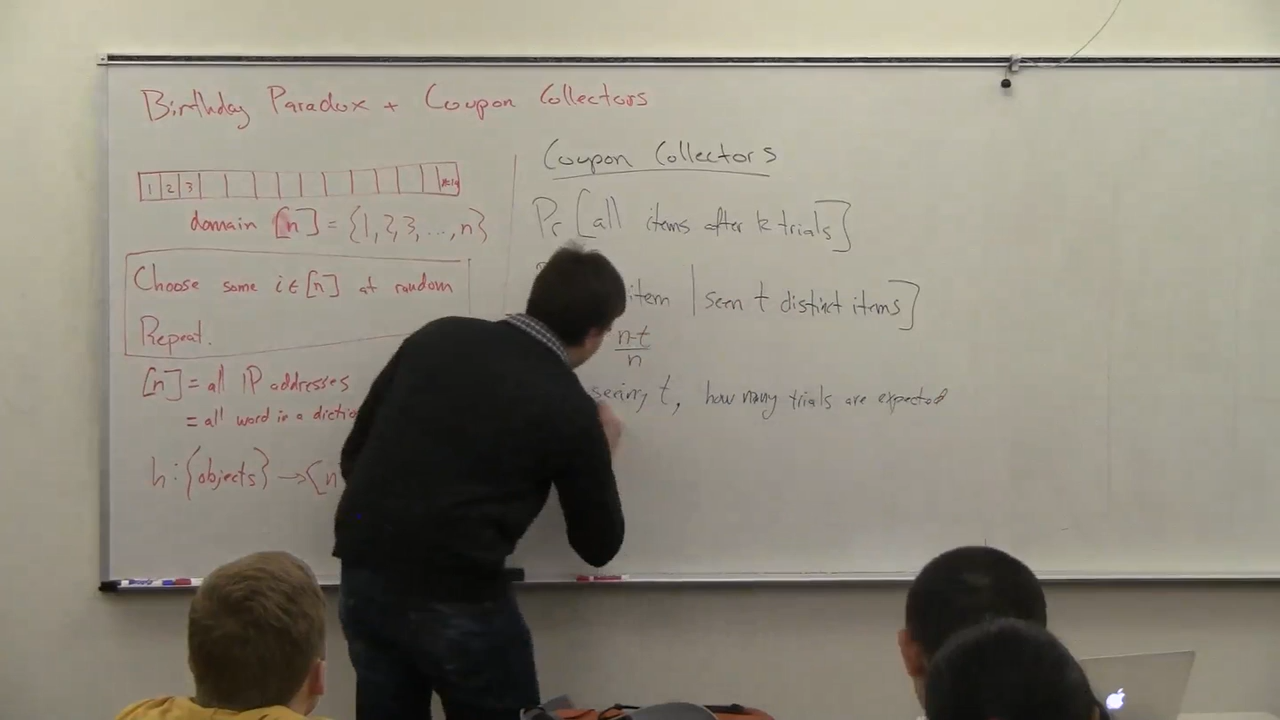 Birthday Paradox + Coupon Collectors
1 2 3
domain [n] = {1, 2, 3, ..., n}
Choose some i ∈ [n] at random
Repeat.
[n] = all IP addresses
= all word in a dictio
h : {objects} → [n
Coupon Collectors
Pr [all items after k trials]
item | seen t distinct items]
n-t
n
seeing t, how many trials are expected